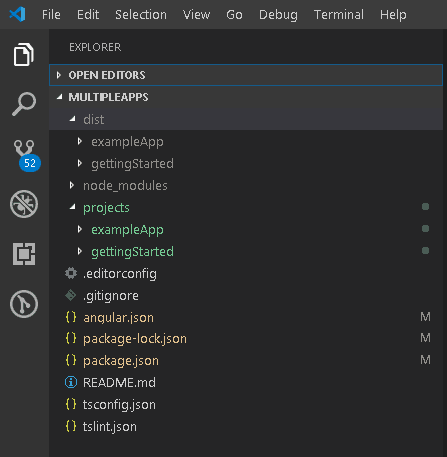 File Edit Selection View Go Debug Terminal Help
EXPLORER
OPEN EDITORS
MULTIPLEAPPS
dist
exampleApp
gettingStarted
node_modules
projects
exampleApp
gettingStarted
.editorconfig
.gitignore
{} angular.json M
{} package-lock.json M
{} package.json M
README.md
{} tsconfig.json
{} tslint.json
52